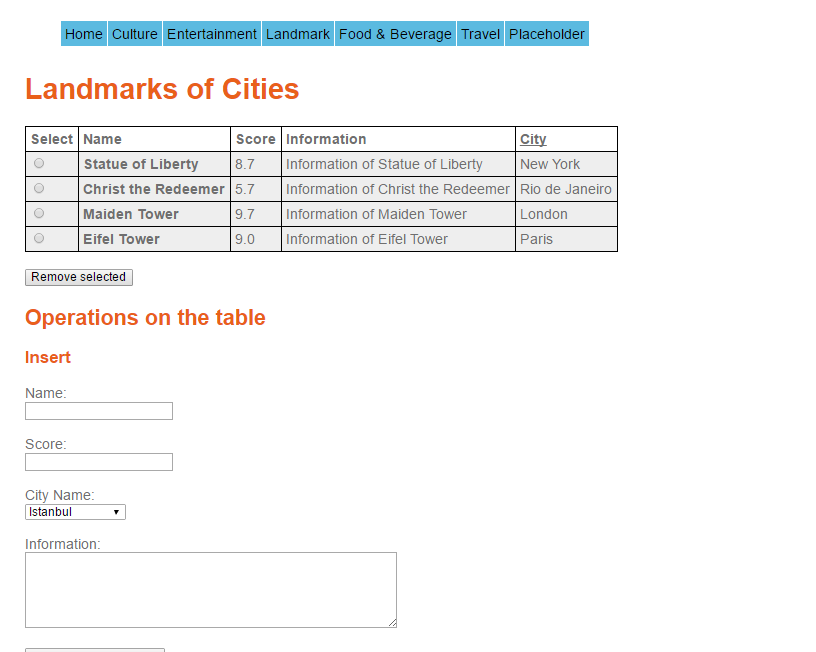 Home Culture Entertainment Landmark Food & Beverage Travel Placeholder
Landmarks of Cities
Select Name Score Information City
Statue of Liberty 8.7 Information of Statue of Liberty New York
Christ the Redeemer 5.7 Information of Christ the Redeemer Rio de Janeiro
Maiden Tower 9.7 Information of Maiden Tower London
Eifel Tower 9.0 Information of Eifel Tower Paris
Remove selected
Operations on the table
Insert
Name:
Score:
City Name:
Istanbul
Information: